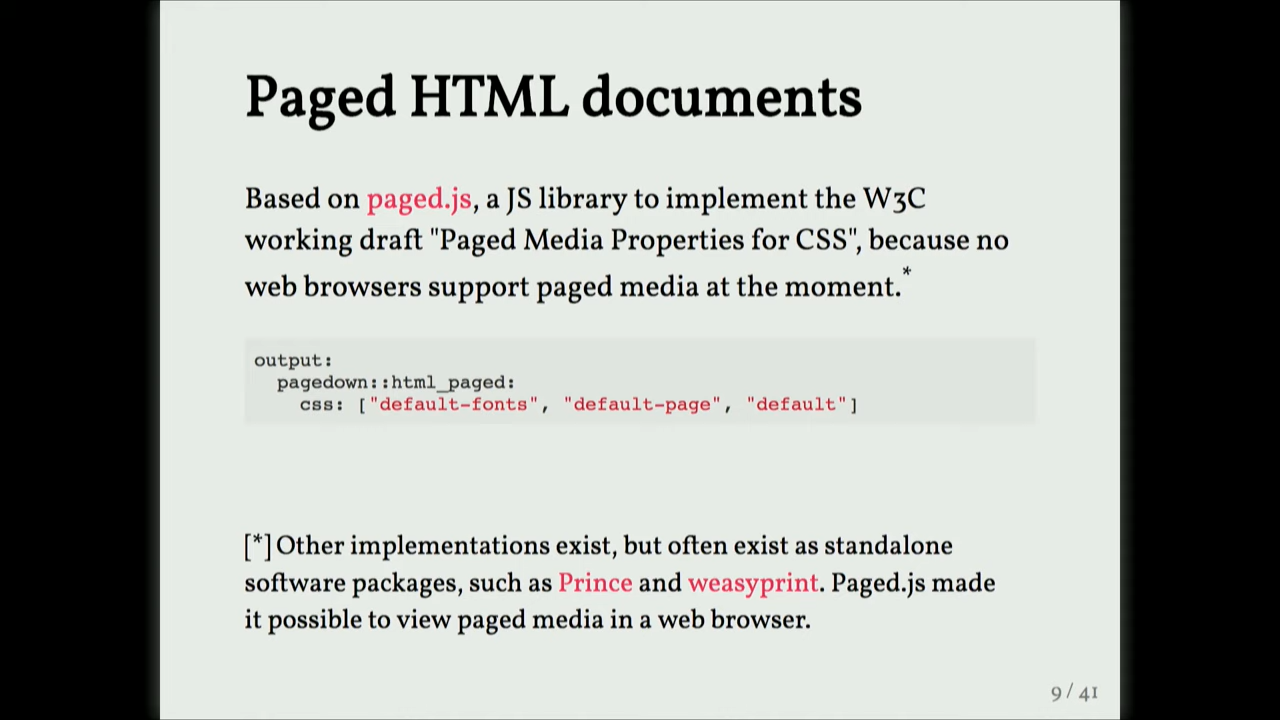 Paged HTML documents
Based on paged.js, a JS library to implement the W3C
working draft "Paged Media Properties for CSS", because no
web browsers support paged media at the moment.*
output:
  pagedown::html_paged:
    css: ["default-fonts", "default-page", "default"]
[*] Other implementations exist, but often exist as standalone
software packages, such as Prince and weasyprint. Paged.js made
it possible to view paged media in a web browser.
9 / 41